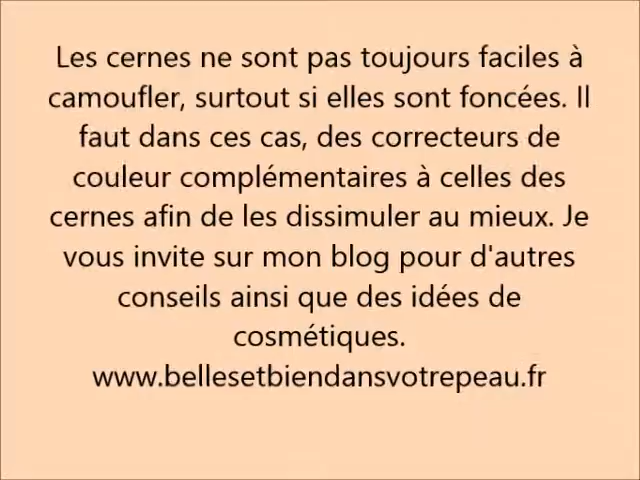 Les cernes ne sont pas toujours faciles à
camoufler, surtout si elles sont foncées. Il
faut dans ces cas, des correcteurs de
couleur complémentaires à celles des
cernes afin de les dissimuler au mieux. Je
vous invite sur mon blog pour d'autres
conseils ainsi que des idées de
cosmétiques.
www.bellesetbiendansvotrepeau.fr